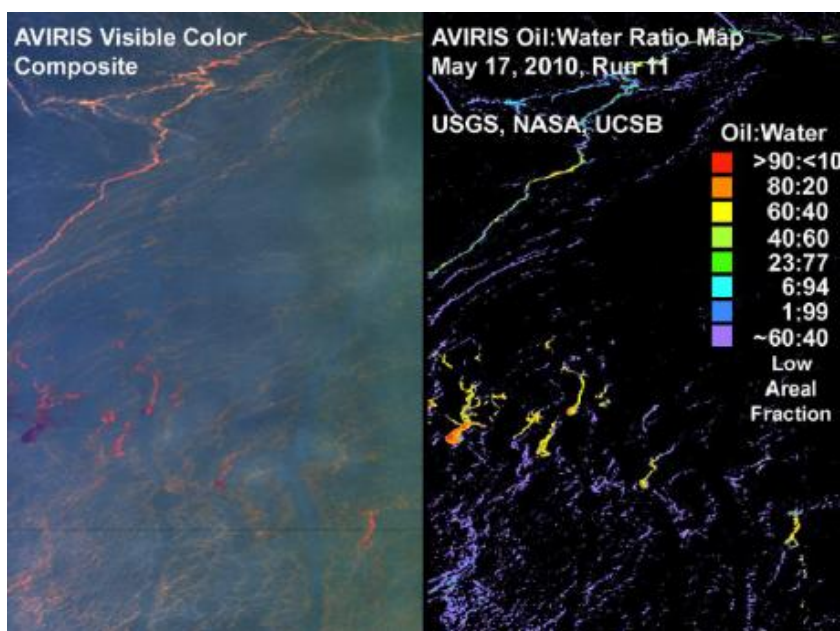 AVIRIS Visible Color
Composite
AVIRIS Oil:Water Ratio Map
May 17, 2010, Run 11
USGS, NASA, UCSB
Oil:Water
>90:<10
80:20
60:40
40:60
23:77
6:94
1:99
~60:40
Low
Areal
Fraction